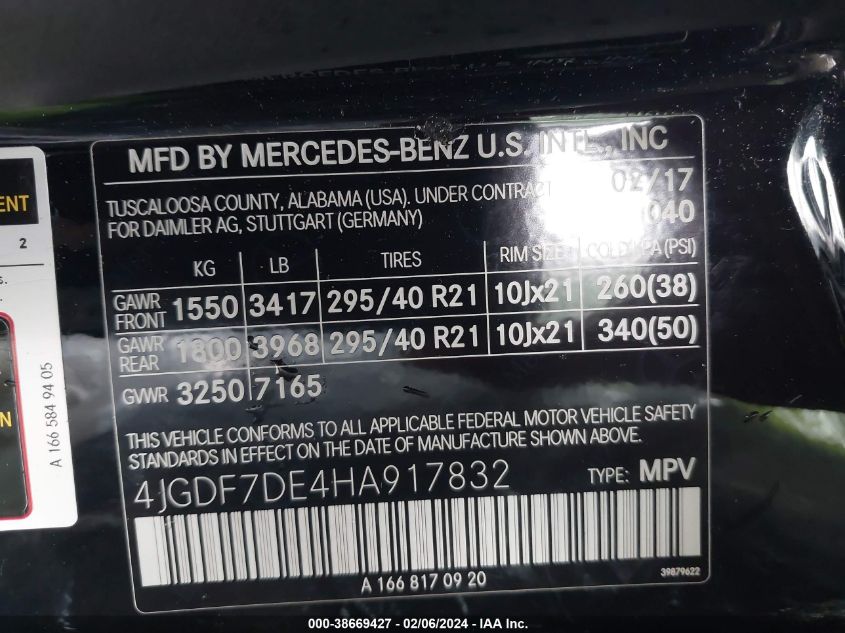 MFD BY MERCEDES-BENZ U.S. INTL., INC
TUSCALOOSA COUNTY, ALABAMA (USA). UNDER CONTRACT 02/17
FOR DAIMLER AG, STUTTGART (GERMANY) 040
KG LB TIRES RIM SIZE COLD (PSI)
GAWR FRONT 1550 3417 295/40 R21 10Jx21 260(38)
GAWR REAR 1800 3968 295/40 R21 10Jx21 340(50)
GVWR 3250 7165
THIS VEHICLE CONFORMS TO ALL APPLICABLE FEDERAL MOTOR VEHICLE SAFETY
STANDARDS IN EFFECT ON THE DATE OF MANUFACTURE SHOWN ABOVE.
4JGDF7DE4HA917832 TYPE: MPV
A 166 817 09 20
39879622
2
A 166 584 94 05
000-38669427 - 02/06/2024 - IAA Inc.